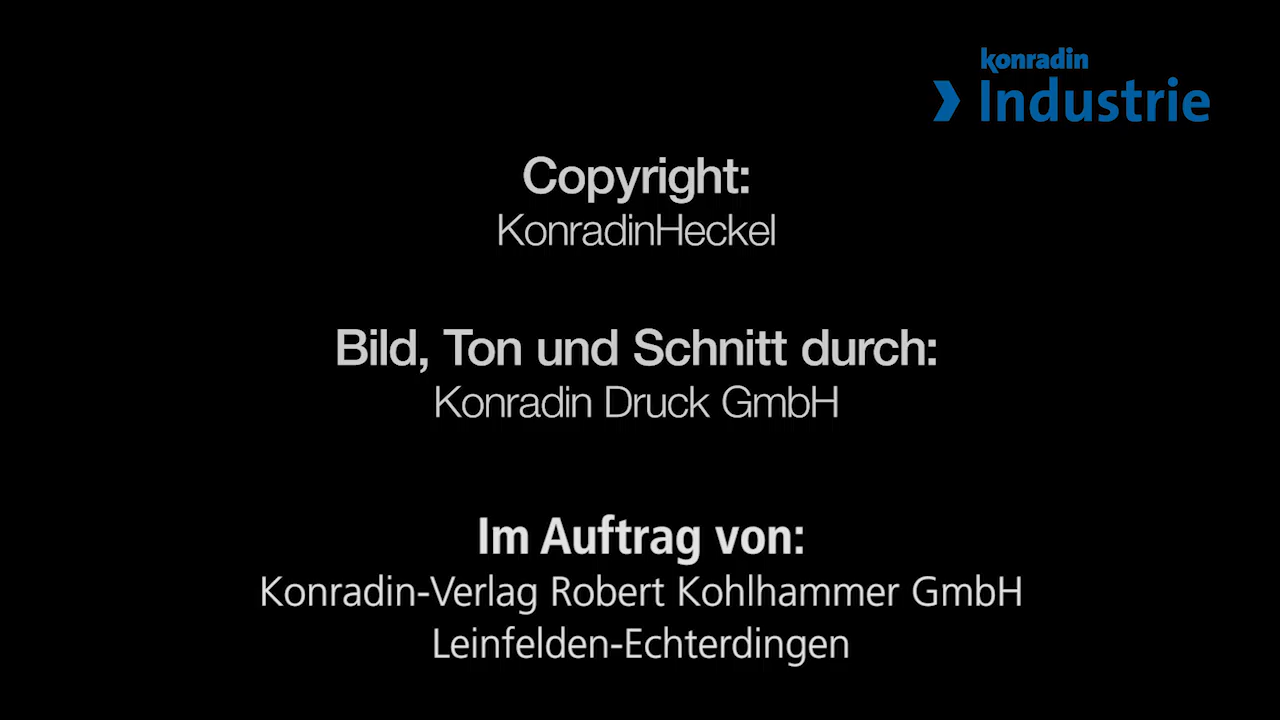 konradin
Industrie
Copyright:
KonradinHeckel
Bild, Ton und Schnitt durch:
Konradin Druck GmbH
Im Auftrag von:
Konradin-Verlag Robert Kohlhammer GmbH
Leinfelden-Echterdingen